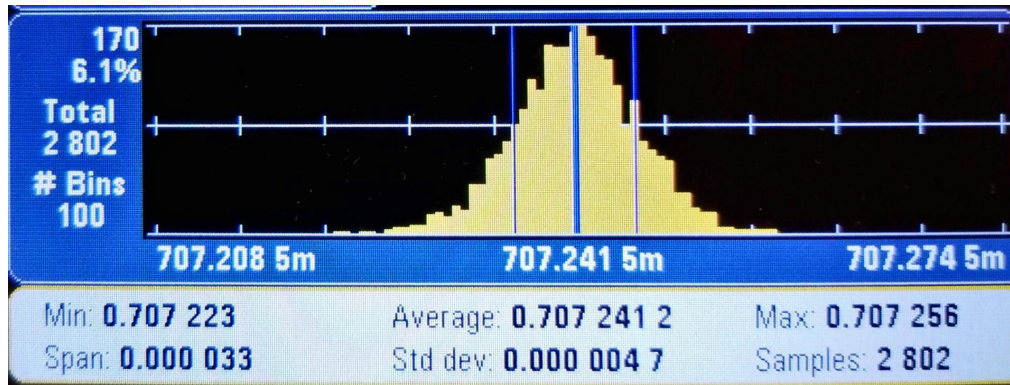 170
6.1%
Total
2 802
# Bins
100
707.208 5m 707.241 5m 707.274 5m
Min: 0.707 223 Average: 0.707 241 2 Max: 0.707 256
Span: 0.000 033 Std dev: 0.000 004 7 Samples: 2 802